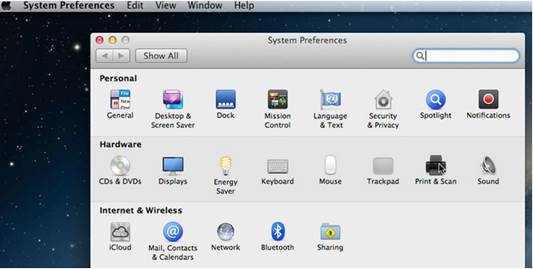 System Preferences Edit View Window Help
System Preferences
Show All
Personal
General Desktop & Screen Saver Dock Mission Control Language & Text Security & Privacy Spotlight Notifications
Hardware
CDs & DVDs Displays Energy Saver Keyboard Mouse Trackpad Print & Scan Sound
Internet & Wireless
iCloud Mail, Contacts & Calendars Network Bluetooth Sharing